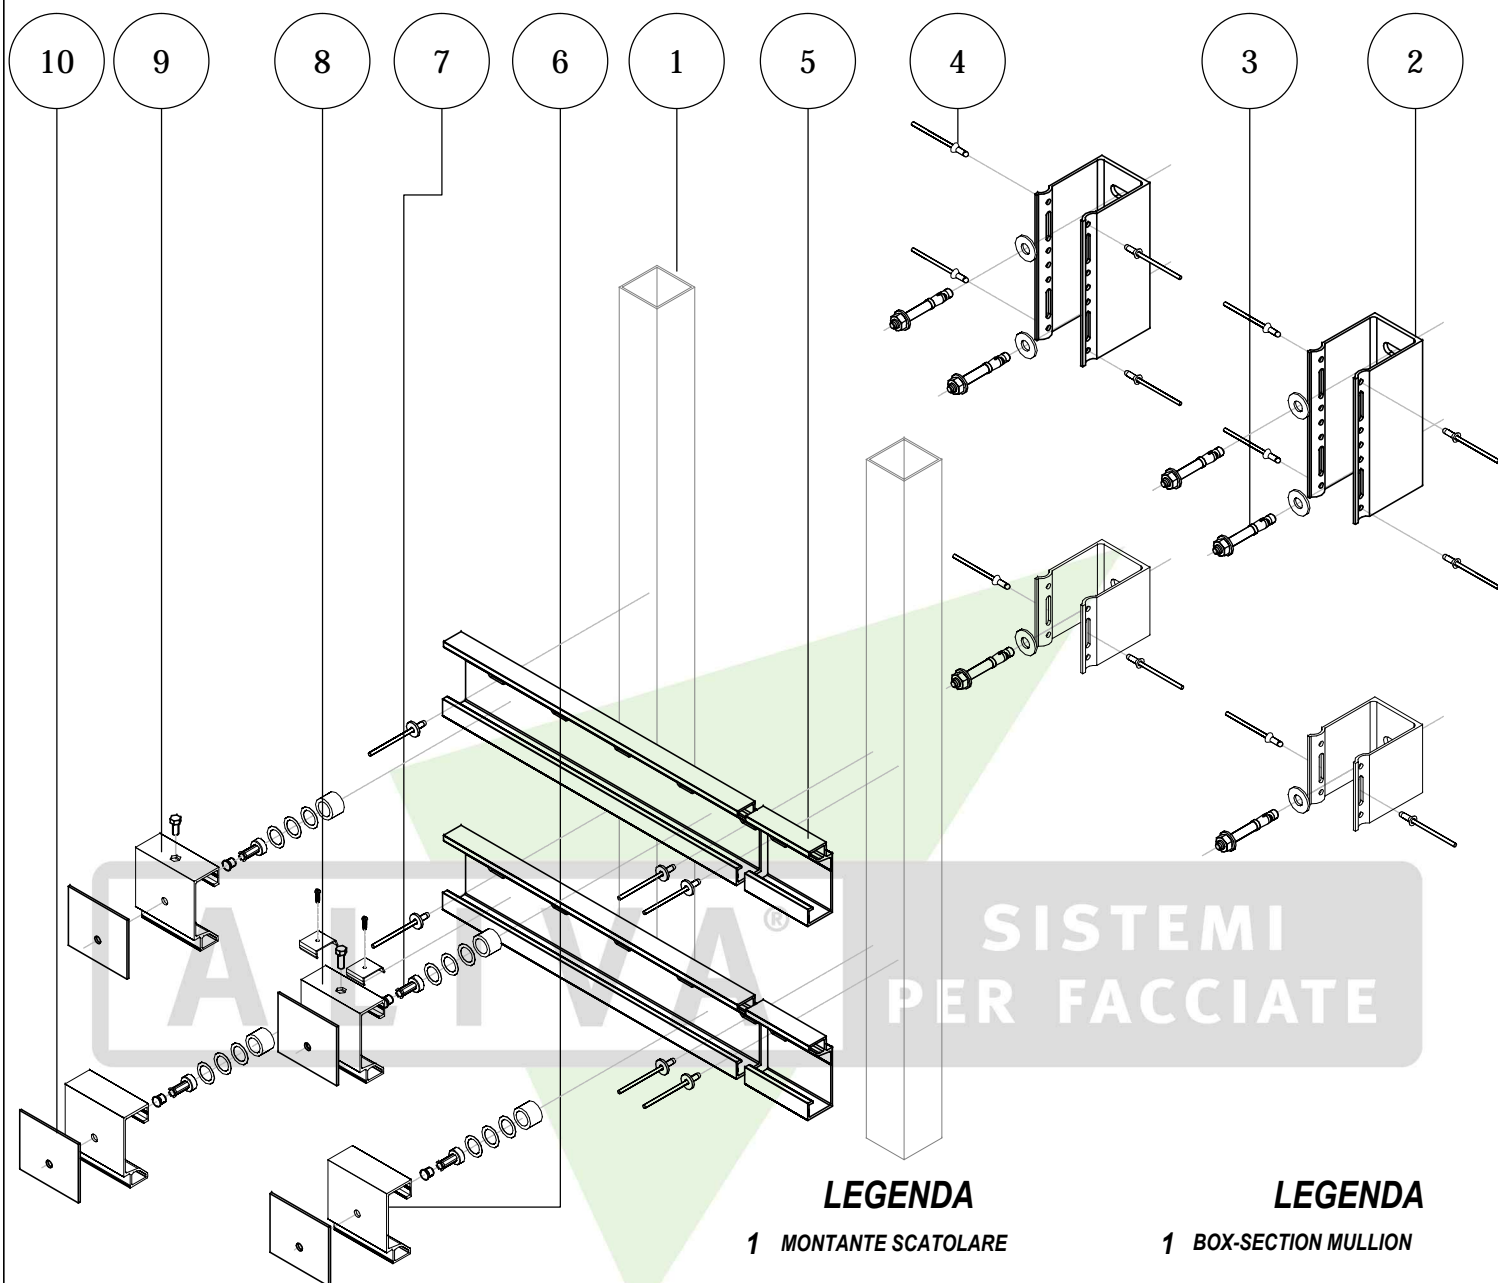 10 9 8 7 6 1 5 4 3 2
ALIVA®
SISTEMI
PER FACCIATE
LEGENDA
1 MONTANTE SCATOLARE
LEGENDA
1 BOX-SECTION MULLION